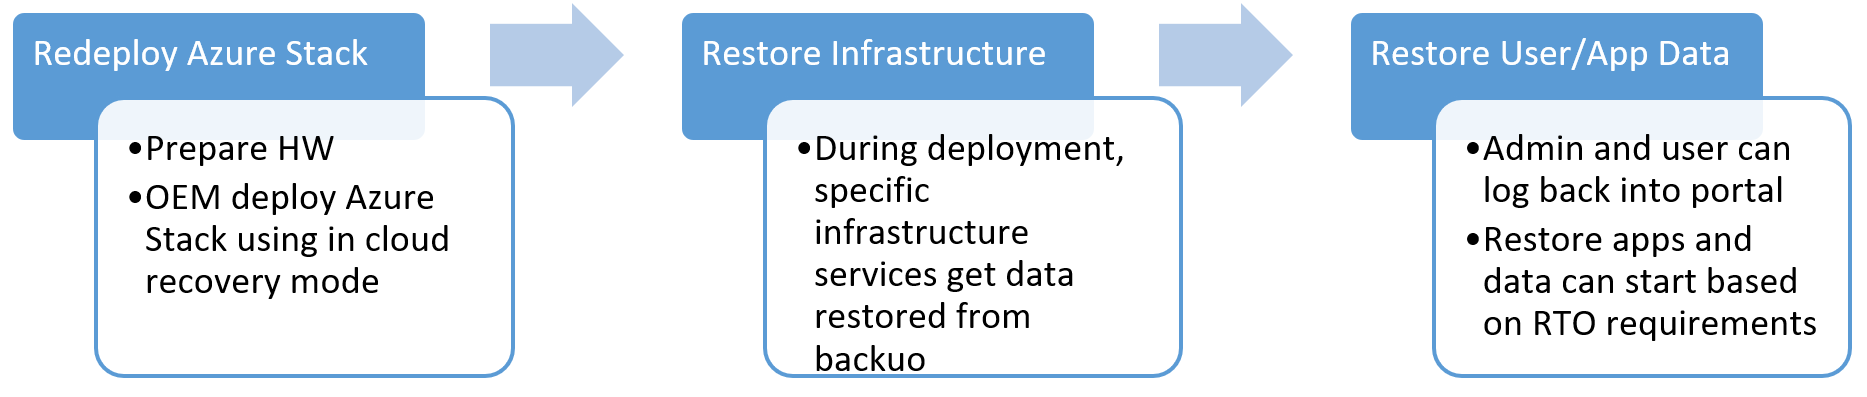 Redeploy Azure Stack
•Prepare HW
•OEM deploy Azure
Stack using in cloud
recovery mode
Restore Infrastructure
•During deployment,
specific
infrastructure
services get data
restored from
backuo
Restore User/App Data
•Admin and user can
log back into portal
•Restore apps and
data can start based
on RTO requirements